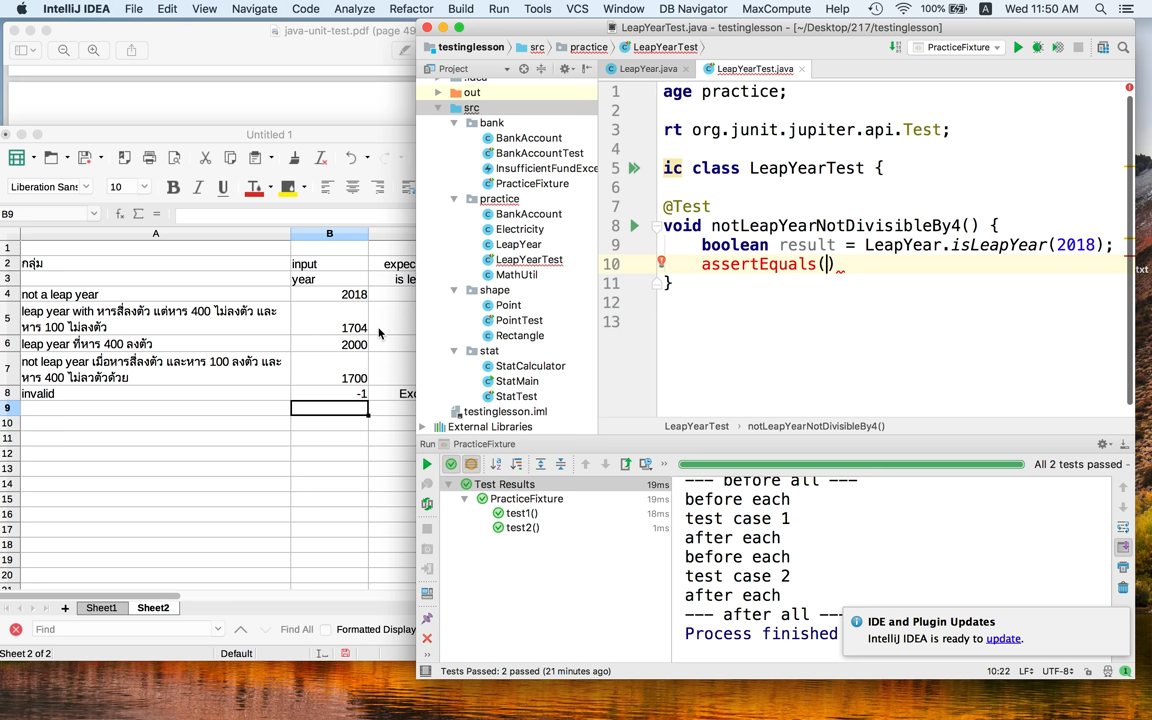 IntelliJ IDEA File Edit View Navigate Code Analyze Refactor Build Run Tools VCS Window DB Navigator MaxCompute Help 100% A Wed 11:50 AM
java-unit-test.pdf (page 49
Untitled 1
Liberation Sans 10
B9
A B
1
2 กลุ่ม input expec
3 year is le
4 not a leap year 2018
5 leap year with หารสี่ลงตัว แต่หาร 400 ไม่ลงตัว และ
หาร 100 ไม่ลงตัว 1704
6 leap year ที่หาร 400 ลงตัว 2000
7 not leap year เมื่อหารสี่ลงตัว และหาร 100 ลงตัว และ
หาร 400 ไม่ลวตัวด้วย 1700
8 invalid -1 Exc
9
10
11
12
13
14
15
16
17
18
19
20
21
Sheet1 Sheet2
Find Find All Formatted Display
Sheet 2 of 2 Default
LeapYearTest.java - testinglesson - [~/Desktop/217/testinglesson]
testinglesson src practice LeapYearTest PracticeFixture
Project
.idea
out
src
bank
BankAccount
BankAccountTest
InsufficientFundExce
PracticeFixture
practice
BankAccount
Electricity
LeapYear
LeapYearTest
MathUtil
shape
Point
PointTest
Rectangle
stat
StatCalculator
StatMain
StatTest
testinglesson.iml
External Libraries
LeapYear.java LeapYearTest.java
1 age practice;
2
3 rt org.junit.jupiter.api.Test;
4
5 ic class LeapYearTest {
6
7 @Test
8 void notLeapYearNotDivisibleBy4() {
9 boolean result = LeapYear.isLeapYear(2018);
10 assertEquals()
11 }
12
13
LeapYearTest notLeapYearNotDivisibleBy4()
txt
Run PracticeFixture
All 2 tests passed -
Test Results 19ms
PracticeFixture 19ms
test1() 18ms
test2() 1ms
--- before all ---
before each
test case 1
after each
before each
test case 2
after each
--- after all ---
Process finished
IDE and Plugin Updates
IntelliJ IDEA is ready to update.
Tests Passed: 2 passed (21 minutes ago) 10:22 LF UTF-8 1